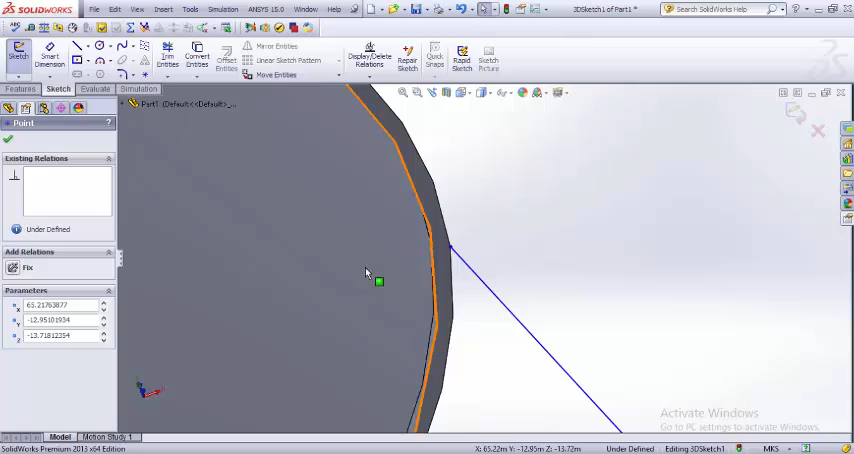 SOLIDWORKS
File Edit View Insert Tools Simulation ANSYS 15.0 Window Help
3DSketch1 of Part1 *
Search SolidWorks Help
Sketch
Smart Dimension
Trim Entities
Convert Entities
Offset Entities
Mirror Entities
Linear Sketch Pattern
Move Entities
Display/Delete Relations
Repair Sketch
Quick Snaps
Rapid Sketch
Sketch Picture
Features Sketch Evaluate Simulation
Part1 (Default<<Default>_...
Point
?
Existing Relations
Under Defined
Add Relations
Fix
Parameters
65.21763877
-12.95101934
-13.71812354
Activate Windows
Go to PC settings to activate Windows.
Model Motion Study 1
SolidWorks Premium 2013 x64 Edition
X: 65.22m Y: -12.95m Z: -13.72m Under Defined Editing 3DSketch1 MKS